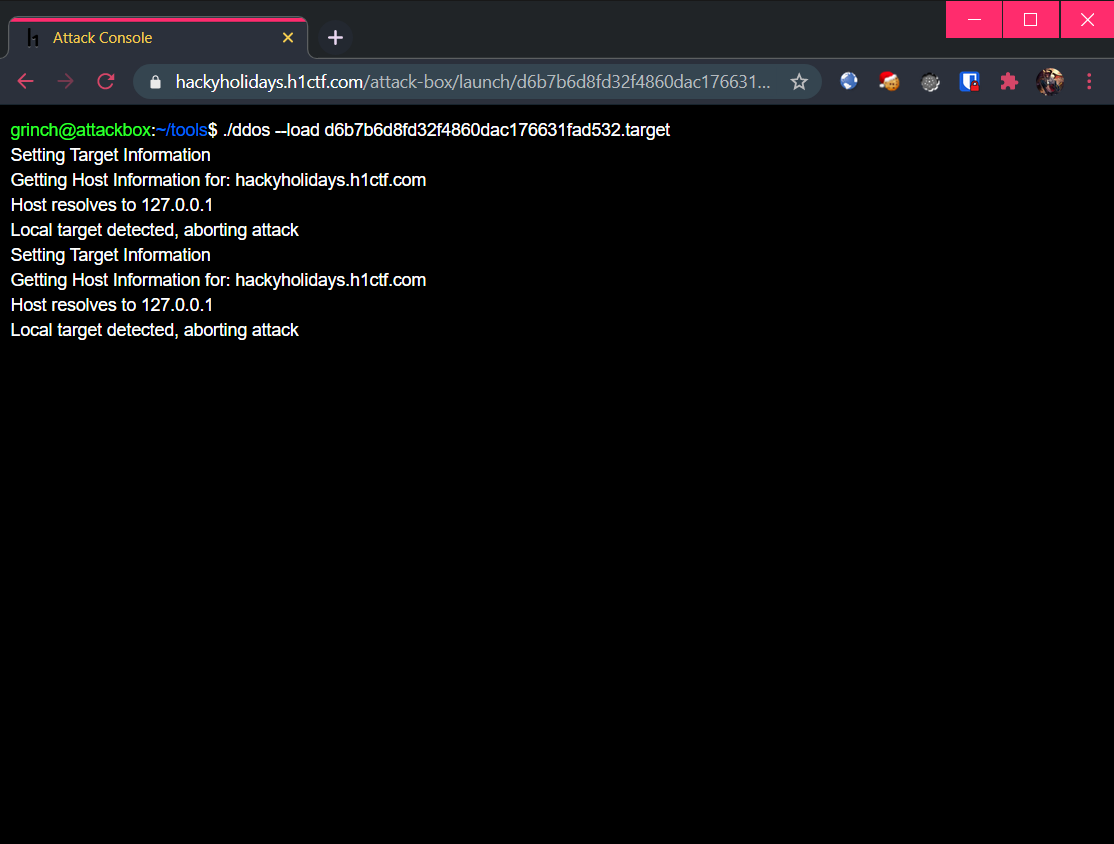 Attack Console
hackyholidays.h1ctf.com/attack-box/launch/d6b7b6d8fd32f4860dac176631...
grinch@attackbox:~/tools$ ./ddos --load d6b7b6d8fd32f4860dac176631fad532.target
Setting Target Information
Getting Host Information for: hackyholidays.h1ctf.com
Host resolves to 127.0.0.1
Local target detected, aborting attack
Setting Target Information
Getting Host Information for: hackyholidays.h1ctf.com
Host resolves to 127.0.0.1
Local target detected, aborting attack